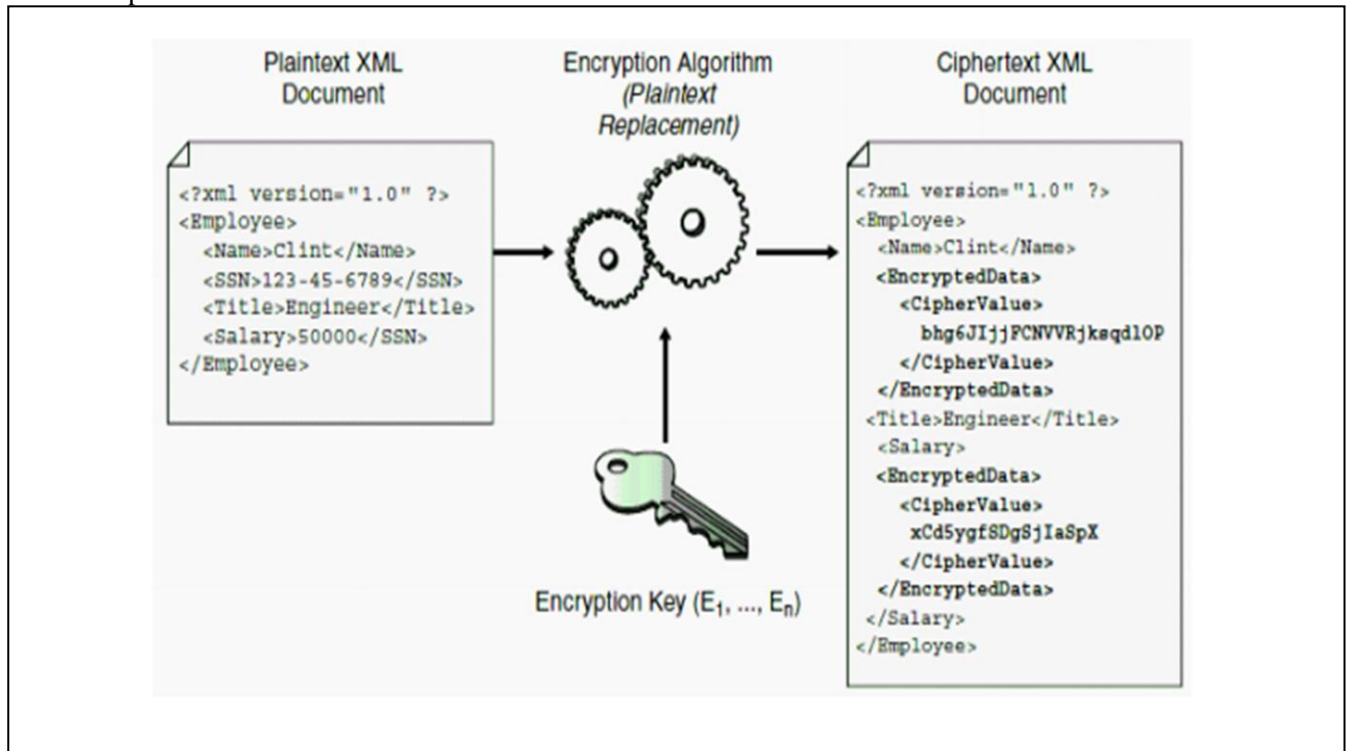 Plaintext XML
Document
<?xml version="1.0" ?>
<Employee>
<Name>Clint</Name>
<SSN>123-45-6789</SSN>
<Title>Engineer</Title>
<Salary>50000</SSN>
</Employee>
Encryption Algorithm
(Plaintext
Replacement)
Encryption Key (E1, ..., En)
Ciphertext XML
Document
<?xml version="1.0" ?>
<Employee>
<Name>Clint</Name>
<EncryptedData>
<CipherValue>
bhg6JIjjFCNVVRjksqdlOP
</CipherValue>
</EncryptedData>
<Title>Engineer</Title>
<Salary>
<EncryptedData>
<CipherValue>
xCd5ygfSDgSjIaSpX
</CipherValue>
</EncryptedData>
</Salary>
</Employee>